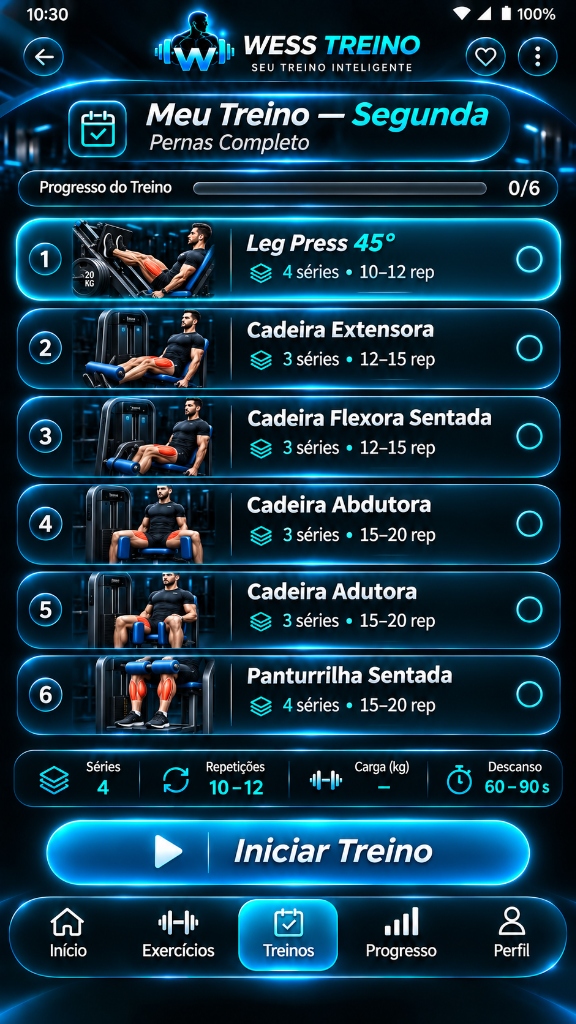 10:30
100%
W
WESS TREINO
SEU TREINO INTELIGENTE
Meu Treino — Segunda
Pernas Completo
Progresso do Treino
0/6
1
20
KG
Leg Press 45°
4 séries • 10–12 rep
2
Cadeira Extensora
3 séries • 12–15 rep
3
Cadeira Flexora Sentada
3 séries • 12–15 rep
4
Cadeira Abdutora
3 séries • 15–20 rep
5
Cadeira Adutora
3 séries • 15–20 rep
6
Panturrilha Sentada
4 séries • 15–20 rep
Séries
4
Repetições
10–12
Carga (kg)
–
Descanso
60–90 s
Iniciar Treino
Início
Exercícios
Treinos
Progresso
Perfil